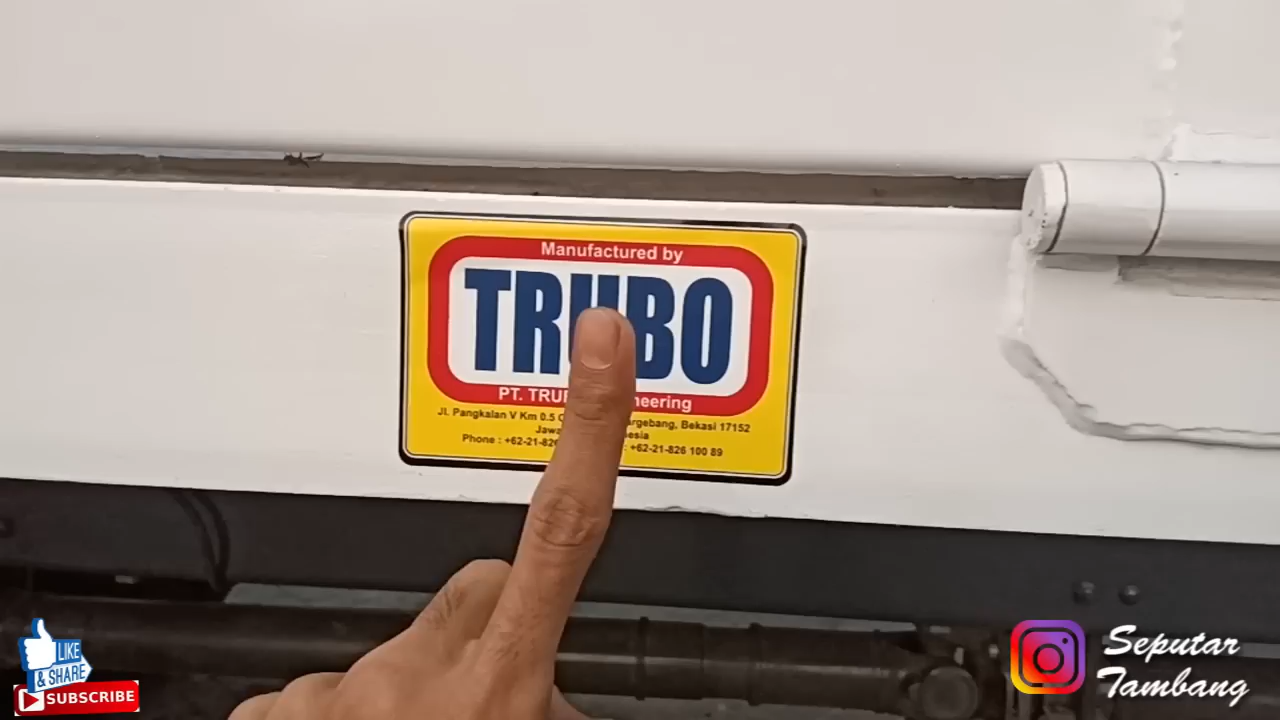 Manufactured by
TRUBO
PT. TRU neering
Jl. Pangkalan V Km 0.5 argebang, Bekasi 17152
Jawa esia
Phone : +62-21-826 : +62-21-826 100 89
LIKE
& SHARE
SUBSCRIBE
Seputar
Tambang